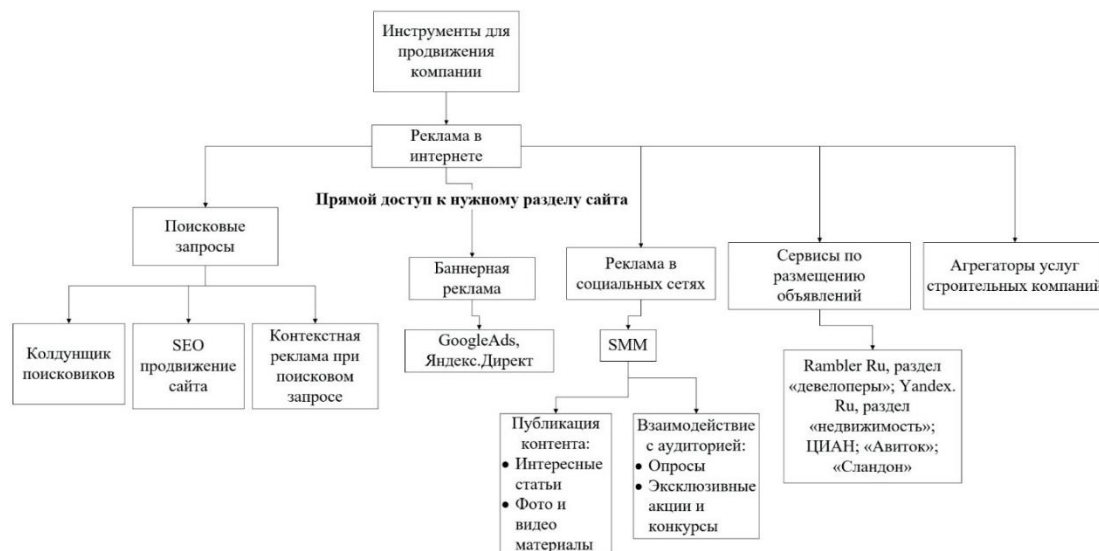 Инструменты для
продвижения
компании
Реклама в
интернете
Прямой доступ к нужному разделу сайта
Поисковые
запросы
Баннерная
реклама
Реклама в
социальных сетях
Сервисы по
размещению
объявлений
Агрегаторы услуг
строительных компаний
Колдунщик
поисковиков
SEO
продвижение
сайта
Контекстная
реклама при
поисковом
запросе
GoogleAds,
Яндекс.Директ
SMM
Rambler Ru, раздел
«девелоперы»; Yandex.
Ru, раздел
«недвижимость»;
ЦИАН; «Авиток»;
«Сландон»
Публикация
контента:
● Интересные
статьи
● Фото и
видео
материалы
Взаимодействие
с аудиторией:
● Опросы
● Эксклюзивные
акции и
конкурсы